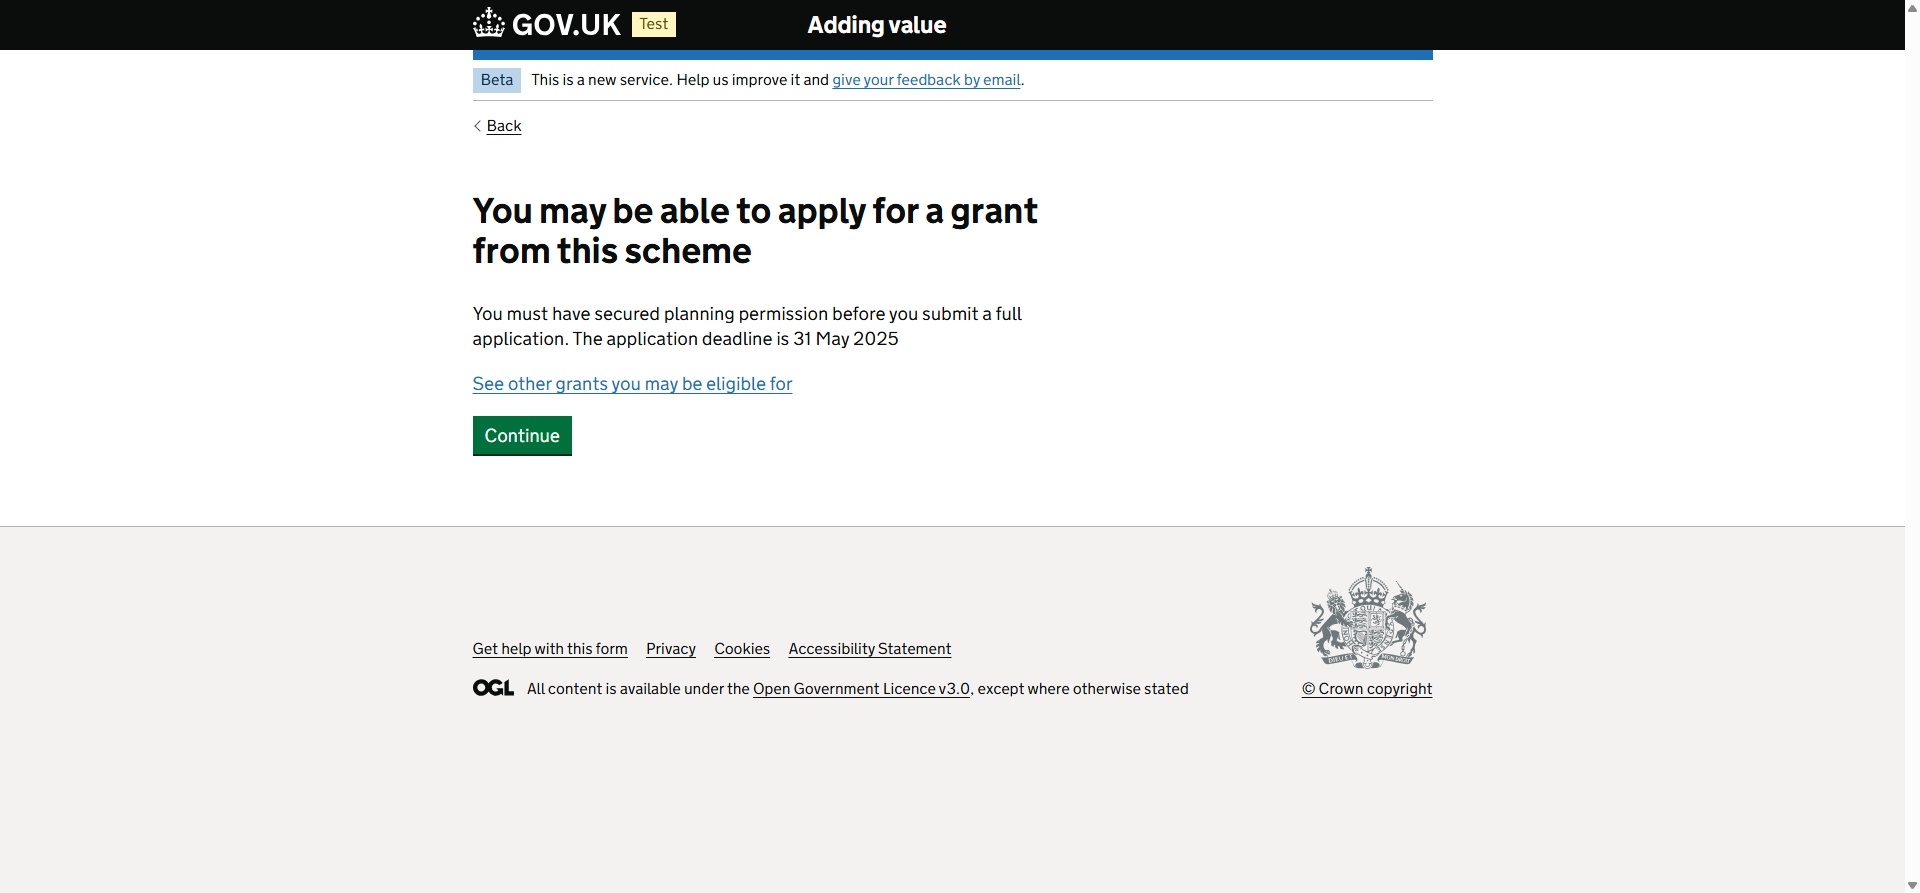 GOV.UK Test Adding value
Beta This is a new service. Help us improve it and give your feedback by email.
Back
You may be able to apply for a grant
from this scheme
You must have secured planning permission before you submit a full
application. The application deadline is 31 May 2025
See other grants you may be eligible for
Continue
Get help with this form Privacy Cookies Accessibility Statement
OGL All content is available under the Open Government Licence v3.0, except where otherwise stated
© Crown copyright